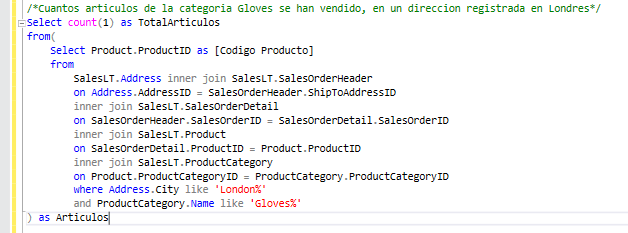 /*Cuantos articulos de la categoria Gloves se han vendido, en un direccion registrada en Londres*/
Select count(1) as TotalArticulos
from(
Select Product.ProductID as [Codigo Producto]
from
SalesLT.Address inner join SalesLT.SalesOrderHeader
on Address.AddressID = SalesOrderHeader.ShipToAddressID
inner join SalesLT.SalesOrderDetail
on SalesOrderHeader.SalesOrderID = SalesOrderDetail.SalesOrderID
inner join SalesLT.Product
on SalesOrderDetail.ProductID = Product.ProductID
inner join SalesLT.ProductCategory
on Product.ProductCategoryID = ProductCategory.ProductCategoryID
where Address.City like 'London%'
and ProductCategory.Name like 'Gloves%'
) as Articulos